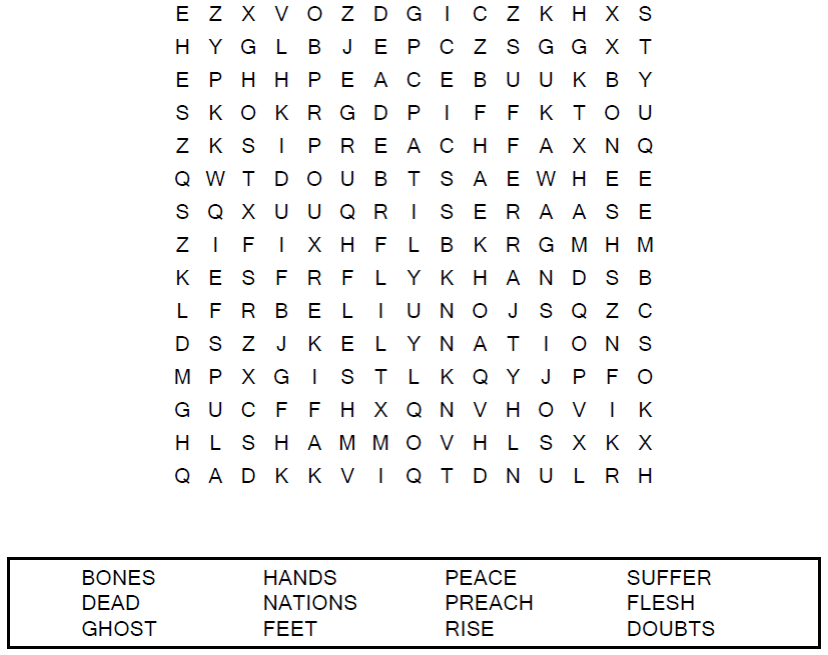 E Z X V O Z D G I C Z K H X S
H Y G L B J E P C Z S G G X T
E P H H P E A C E B U U K B Y
S K O K R G D P I F F K T O U
Z K S I P R E A C H F A X N Q
Q W T D O U B T S A E W H E E
S Q X U U Q R I S E R A A S E
Z I F I X H F L B K R G M H M
K E S F R F L Y K H A N D S B
L F R B E L I U N O J S Q Z C
D S Z J K E L Y N A T I O N S
M P X G I S T L K Q Y J P F O
G U C F F H X Q N V H O V I K
H L S H A M M O V H L S X K X
Q A D K K V I Q T D N U L R H
BONES HANDS PEACE SUFFER
DEAD NATIONS PREACH FLESH
GHOST FEET RISE DOUBTS